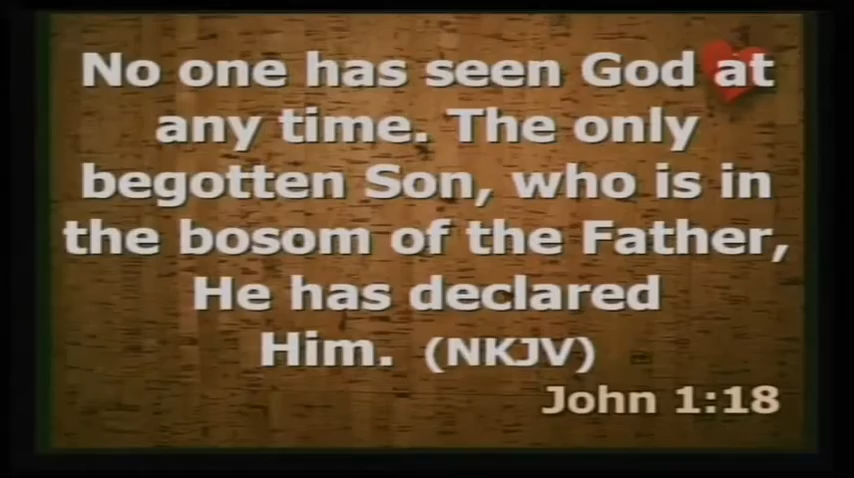 No one has seen God at
any time. The only
begotten Son, who is in
the bosom of the Father,
He has declared
Him. (NKJV)
John 1:18